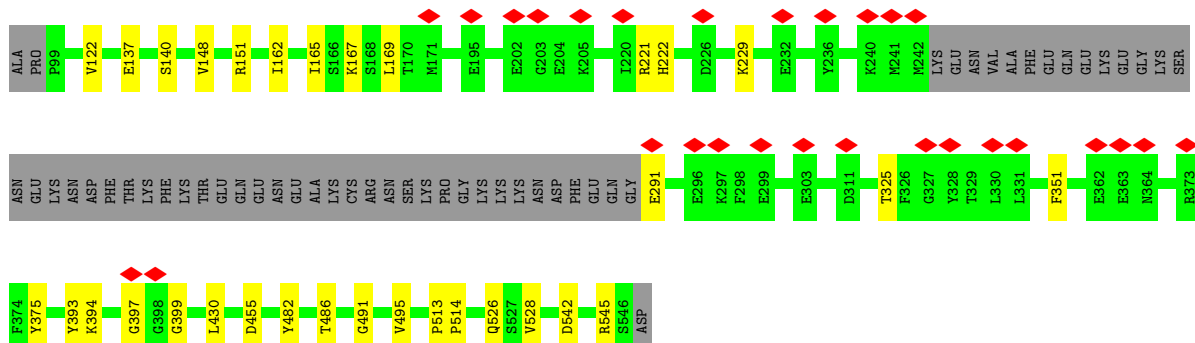 ALA PRO P99 V122 E137 S140 V148 R151 I162 I165 S166 K167 S168 L169 T170 M171 E195 E202 G203 E204 K205 I220 R221 H222 D226 K229 E232 Y236 K240 M241 M242 LYS GLU ASN VAL ALA PHE GLU GLN GLU LYS GLU GLY LYS SER
ASN GLU LYS ASN ASP PHE THR LYS PHE LYS THR GLU GLN GLU ASN GLU ALA LYS CYS ARG ASN SER LYS PRO GLY LYS LYS LYS ASN ASP PHE GLU GLN GLY E291 E296 K297 F298 E299 E303 D311 T325 F326 G327 Y328 T329 L330 L331 F351 E362 E363 N364 R373
F374 Y375 Y393 K394 G397 G398 G399 L430 D455 Y482 T486 G491 V495 P513 P514 Q526 S527 V528 D542 R545 S546 ASP